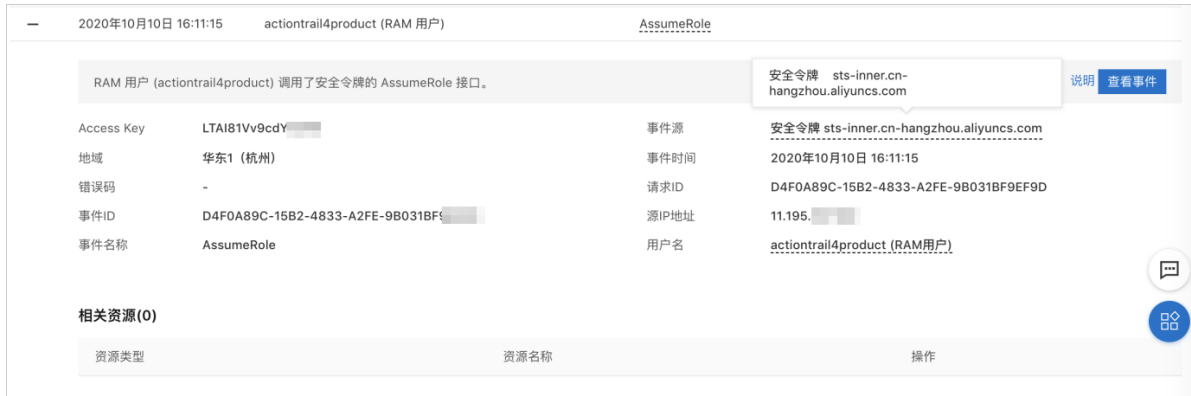 2020年10月10日 16:11:15 actiontrail4product (RAM 用户) AssumeRole
RAM 用户 (actiontrail4product) 调用了安全令牌的 AssumeRole 接口。
安全令牌 sts-inner.cn-
hangzhou.aliyuncs.com
说明 查看事件
Access Key LTAI81Vv9cdY
事件源 安全令牌 sts-inner.cn-hangzhou.aliyuncs.com
地域 华东1（杭州）
事件时间 2020年10月10日 16:11:15
错误码 -
请求ID D4F0A89C-15B2-4833-A2FE-9B031BF9EF9D
事件ID D4F0A89C-15B2-4833-A2FE-9B031BF9
源IP地址 11.195.
事件名称 AssumeRole
用户名 actiontrail4product (RAM用户)
相关资源(0)
资源类型 资源名称 操作